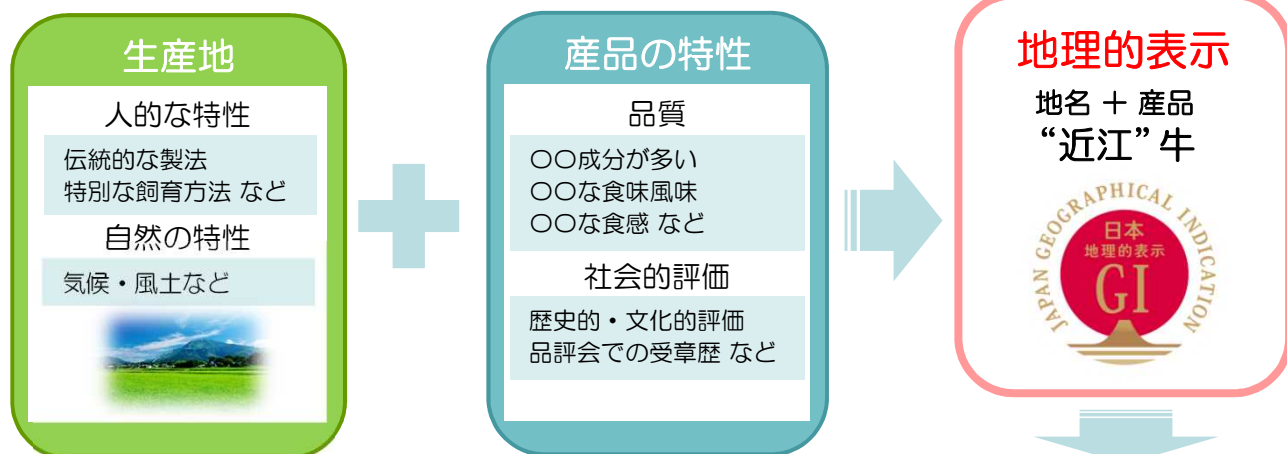 生産地
人的な特性
伝統的な製法
特別な飼育方法 など
自然の特性
気候・風土など
産品の特性
品質
〇〇成分が多い
〇〇な食味風味
〇〇な食感 など
社会的評価
歴史的・文化的評価
品評会での受章歴 など
地理的表示
地名 + 産品
“近江”牛
JAPAN GEOGRAPHICAL INDICATION
日本
地理的表示
GI